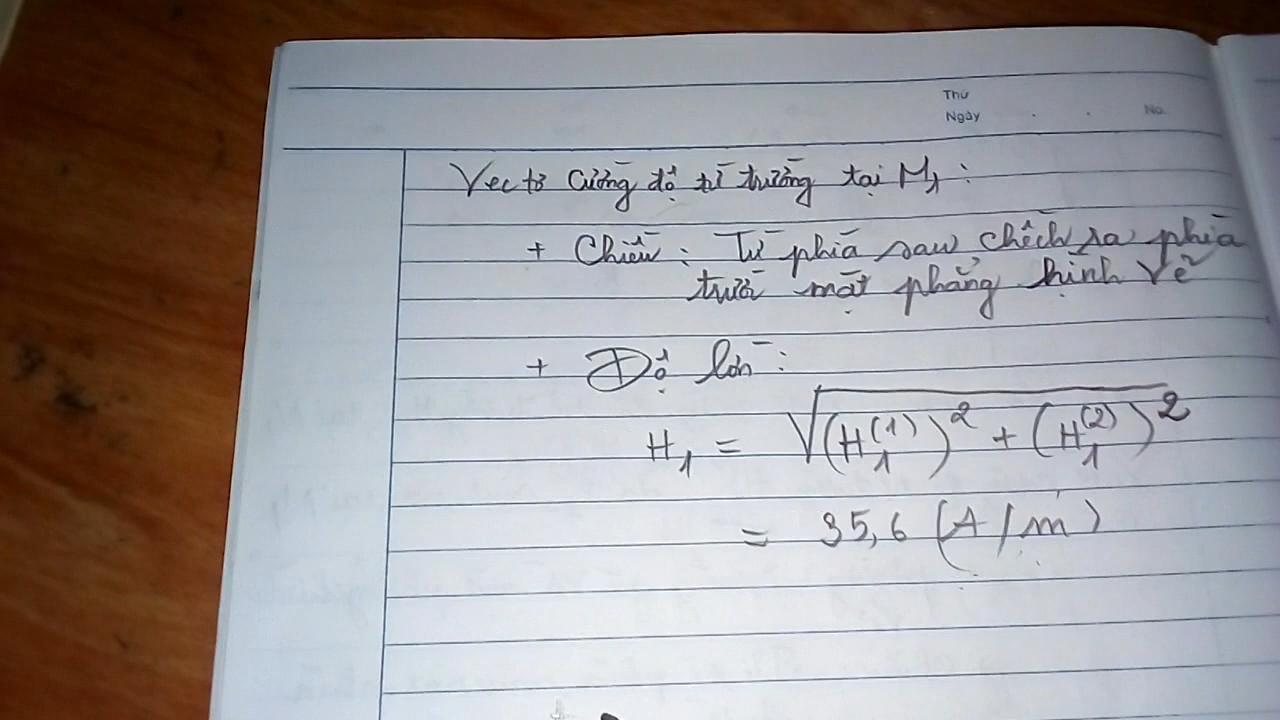 Thứ
Ngày . . No.
Vectơ cường độ từ trường tại M₁ :
+ Chiều : Từ phía sau chếch ra phía
trước mặt phẳng hình vẽ
+ Độ lớn :
H₁ = √((H₁⁽¹⁾)² + (H₁⁽²⁾)²)
= 35,6 (A/m)